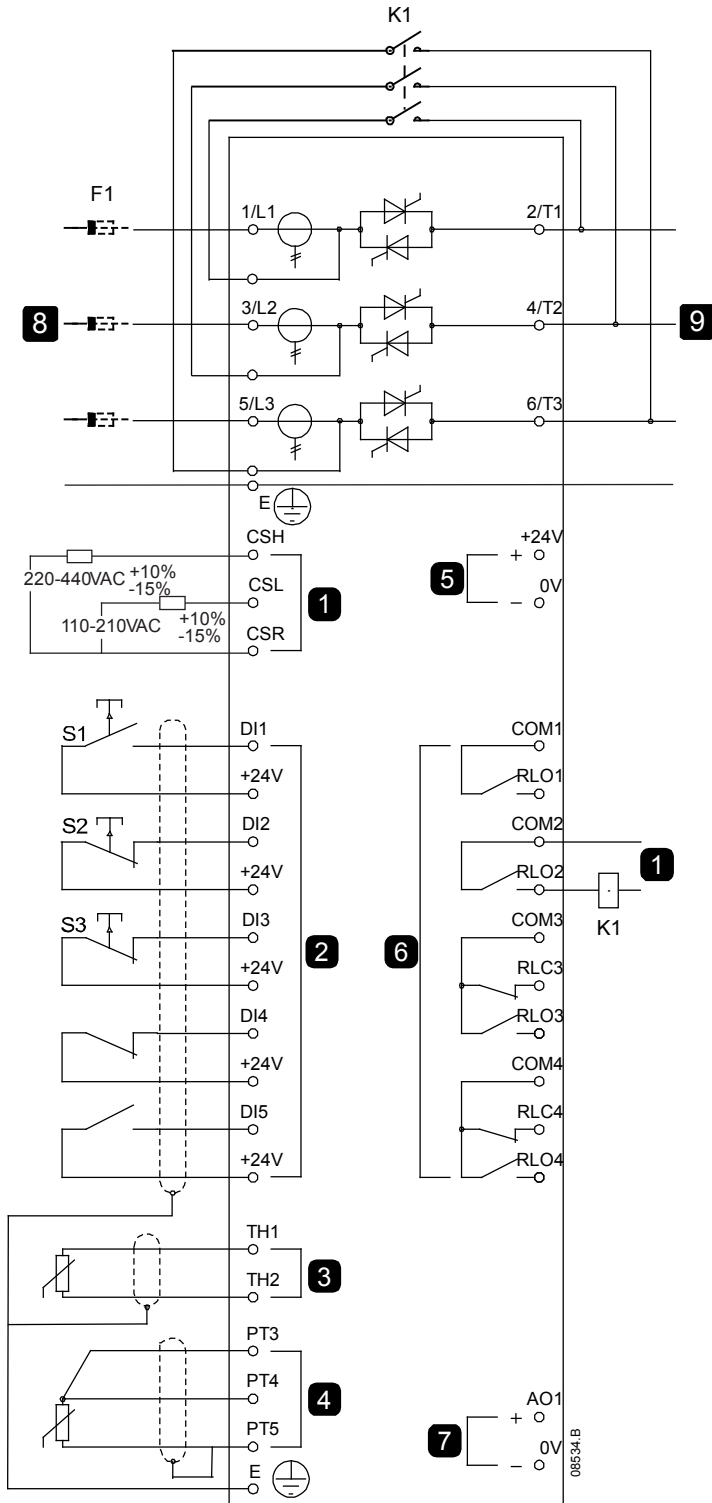 K1
F1
1/L1
2/T1
8
3/L2
4/T2
9
5/L3
6/T3
E
CSH
+24V
220-440VAC +10% -15%
5
+
0V
CSL
1
110-210VAC +10% -15%
−
CSR
S1
DI1
COM1
+24V
RLO1
S2
DI2
COM2
+24V
RLO2
1
K1
S3
DI3
COM3
2
6
+24V
RLC3
DI4
RLO3
+24V
COM4
DI5
RLC4
+24V
RLO4
TH1
3
TH2
PT3
PT4
4
AO1
+
PT5
7
0V
−
E
08534.B